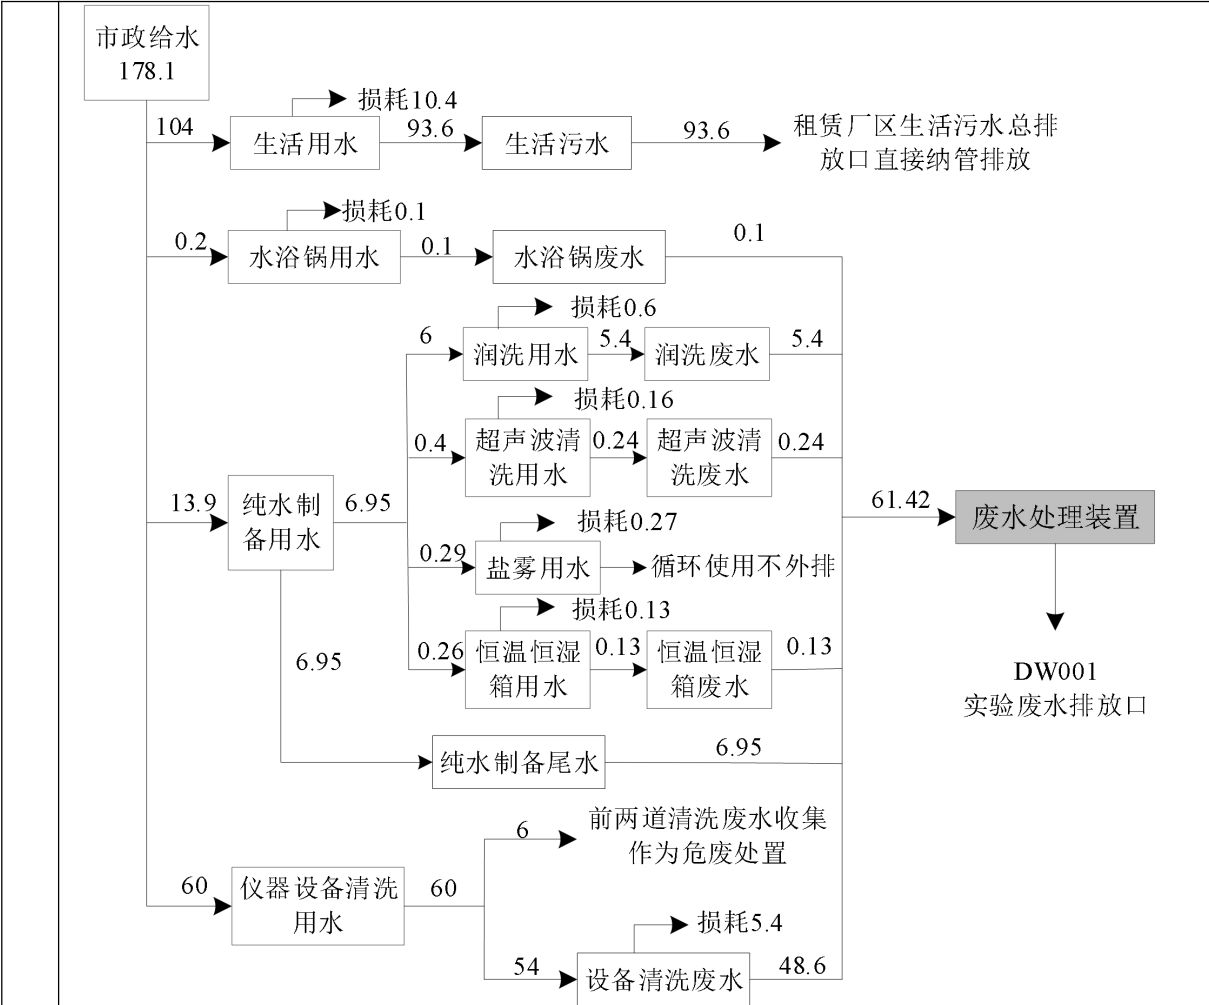 市政给水
178.1
损耗10.4
104
生活用水
93.6
生活污水
93.6
租赁厂区生活污水总排
放口直接纳管排放
损耗0.1
0.2
水浴锅用水
0.1
水浴锅废水
0.1
损耗0.6
6
润洗用水
5.4
润洗废水
5.4
损耗0.16
0.4
超声波清
洗用水
0.24
超声波清
洗废水
0.24
13.9
纯水制
备用水
6.95
损耗0.27
0.29
盐雾用水
循环使用不外排
61.42
废水处理装置
损耗0.13
0.26
恒温恒湿
箱用水
0.13
恒温恒湿
箱废水
0.13
6.95
DW001
实验废水排放口
纯水制备尾水
6.95
6
前两道清洗废水收集
作为危废处置
60
仪器设备清洗
用水
60
损耗5.4
54
设备清洗废水
48.6